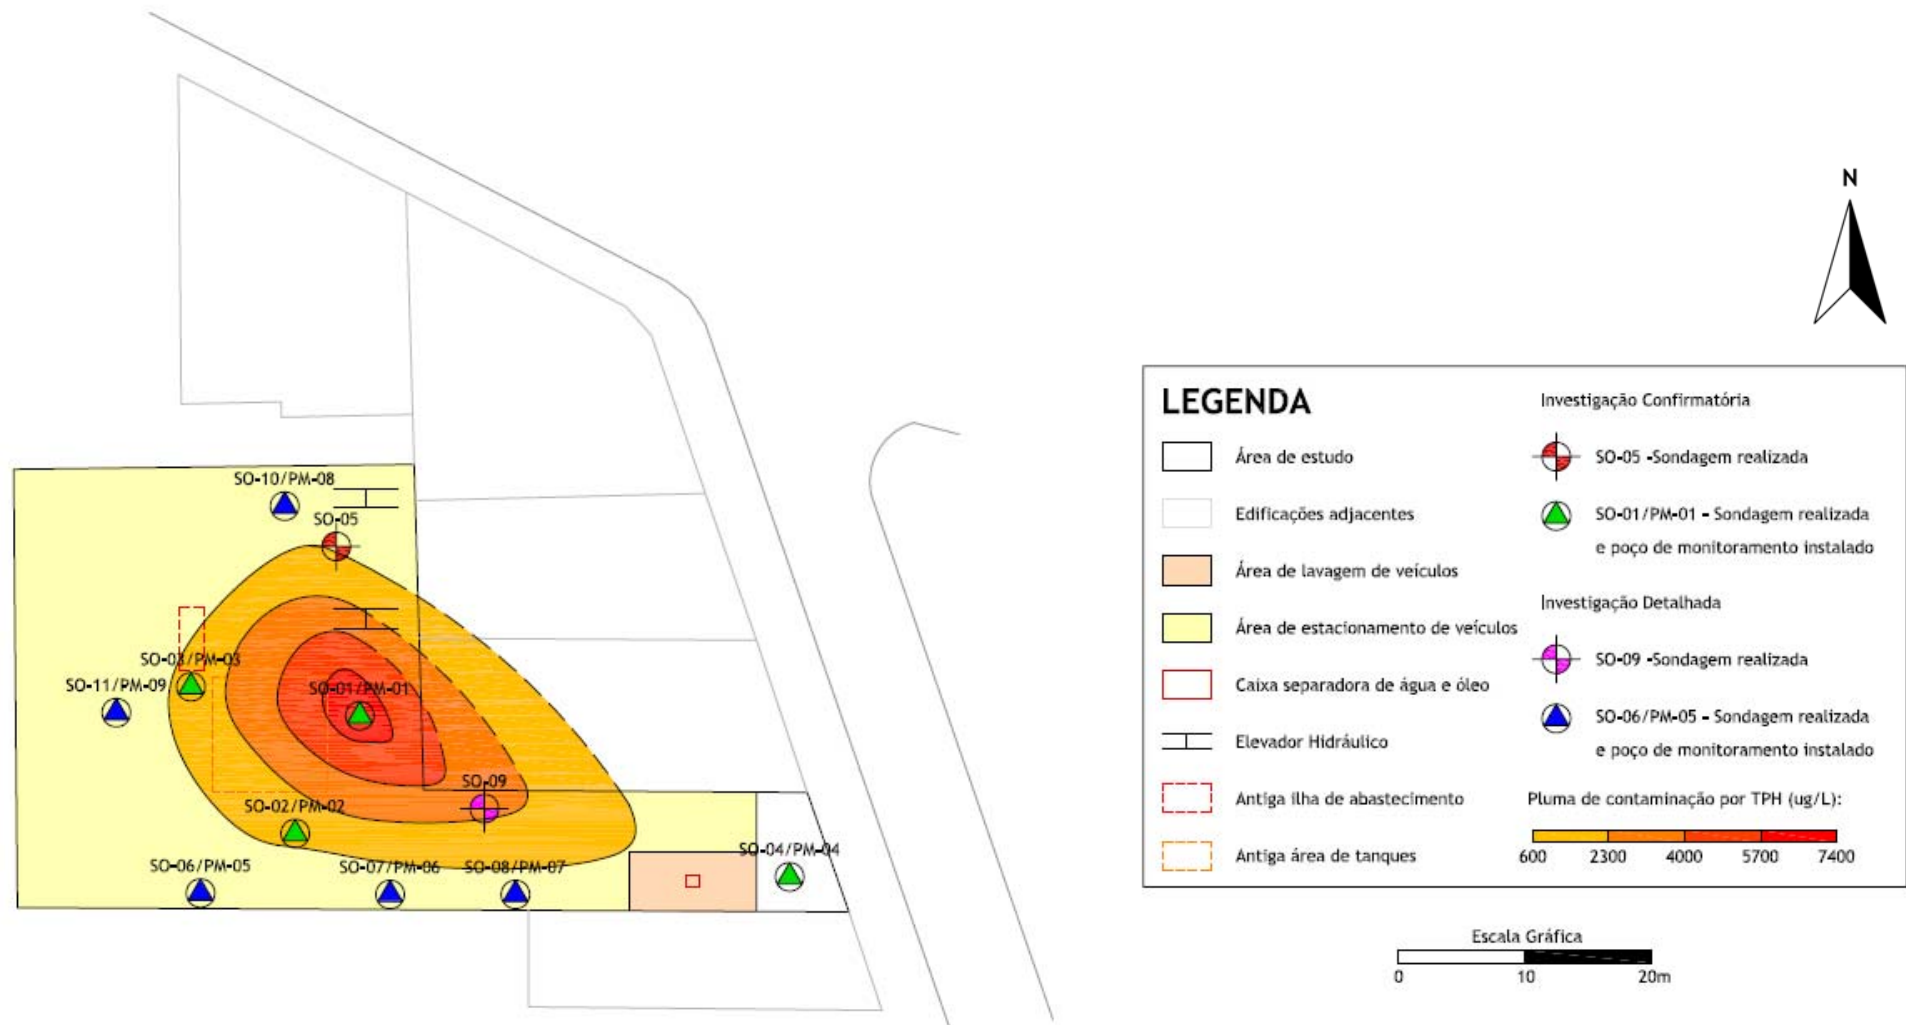 N
SO-10/PM-08
SO-05
SO-03/PM-03
SO-11/PM-09
SO-01/PM-01
SO-09
SO-02/PM-02
SO-04/PM-04
SO-06/PM-05
SO-07/PM-06
SO-08/PM-07
LEGENDA
Área de estudo
Edificações adjacentes
Área de lavagem de veículos
Área de estacionamento de veículos
Caixa separadora de água e óleo
Elevador Hidráulico
Antiga ilha de abastecimento
Antiga área de tanques
Investigação Confirmatória
SO-05 -Sondagem realizada
SO-01/PM-01 - Sondagem realizada
e poço de monitoramento instalado
Investigação Detalhada
SO-09 -Sondagem realizada
SO-06/PM-05 - Sondagem realizada
e poço de monitoramento instalado
Pluma de contaminação por TPH (ug/L):
600 2300 4000 5700 7400
Escala Gráfica
0 10 20m